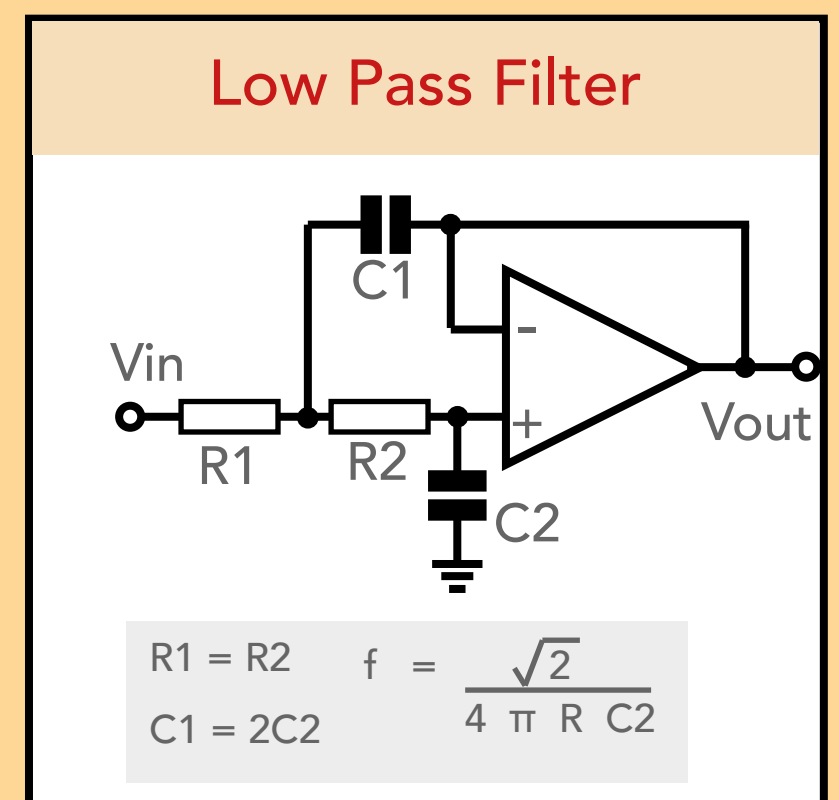 Low Pass Filter
C1
-
Vin
+
Vout
R1
R2
C2
R1 = R2
C1 = 2C2
f = √2 / 4 π R C2